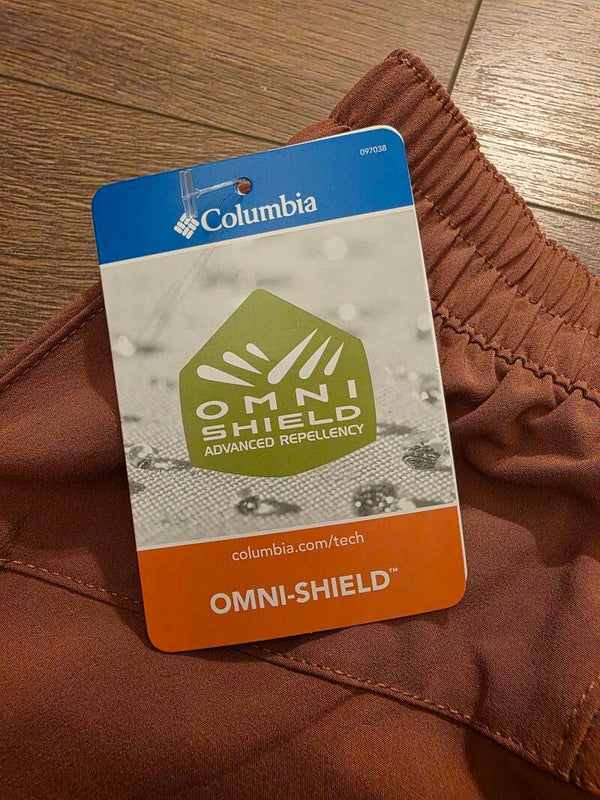 097038
Columbia
OMNI
SHIELD
ADVANCED REPELLENCY
columbia.com/tech
OMNI-SHIELD™